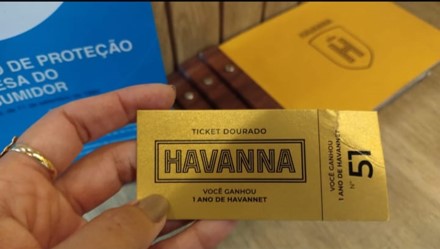 DE PROTEÇÃO
ESA DO
SUMIDOR
TICKET DOURADO
HAVANNA
VOCÊ GANHOU
1 ANO DE HAVANNET
VOCÊ GANHOU
1 ANO DE HAVANNET
Nº 51
H